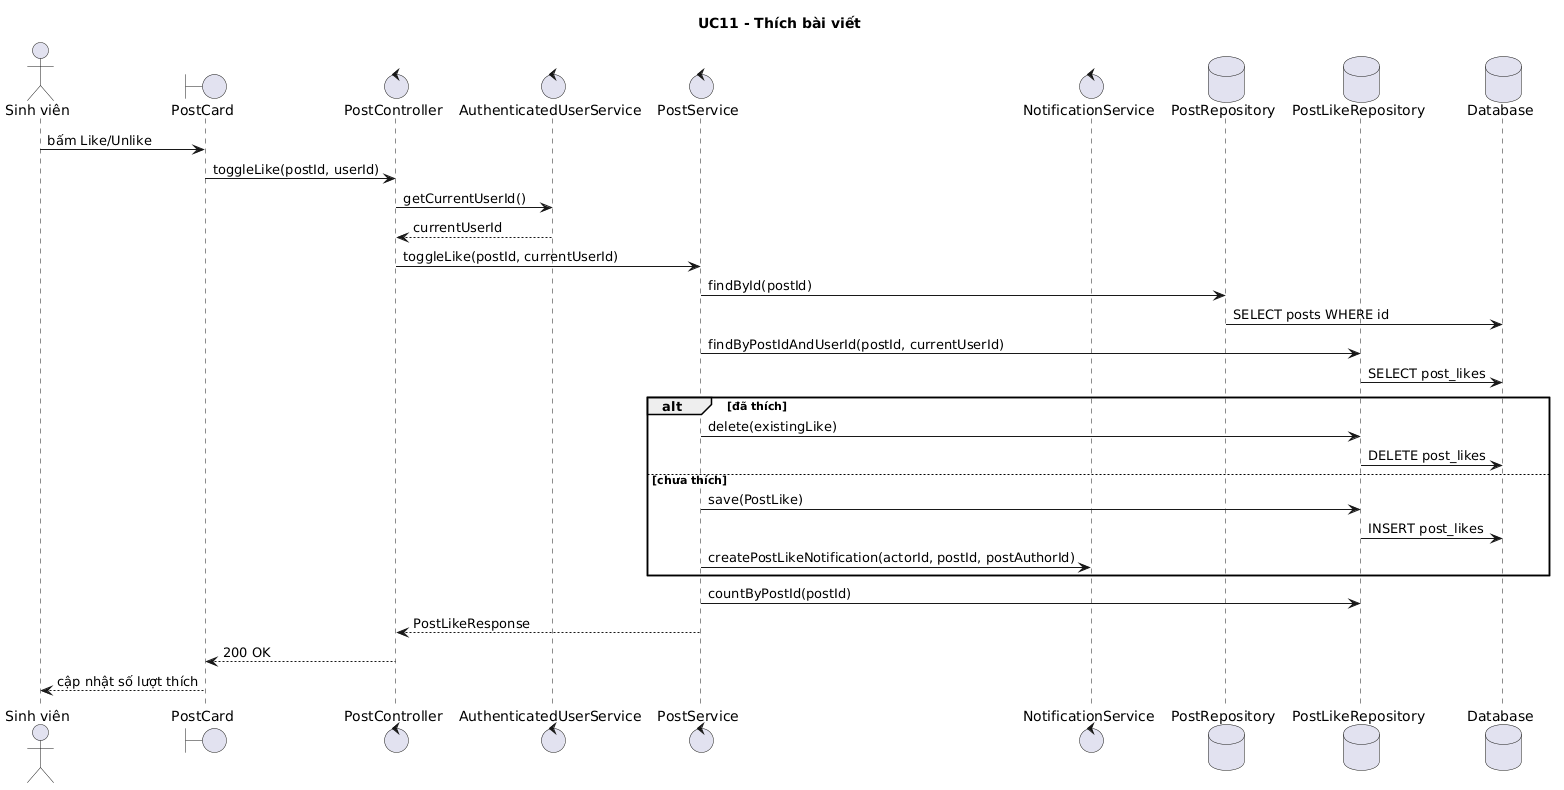 UC11 - Thích bài viết
Sinh viên
PostCard
PostController
AuthenticatedUserService
PostService
NotificationService
PostRepository
PostLikeRepository
Database
bấm Like/Unlike
toggleLike(postId, userId)
getCurrentUserId()
currentUserId
toggleLike(postId, currentUserId)
findById(postId)
SELECT posts WHERE id
findByPostIdAndUserId(postId, currentUserId)
SELECT post_likes
alt [đã thích]
delete(existingLike)
DELETE post_likes
[chưa thích]
save(PostLike)
INSERT post_likes
createPostLikeNotification(actorId, postId, postAuthorId)
countByPostId(postId)
PostLikeResponse
200 OK
cập nhật số lượt thích
Sinh viên
PostCard
PostController
AuthenticatedUserService
PostService
NotificationService
PostRepository
PostLikeRepository
Database